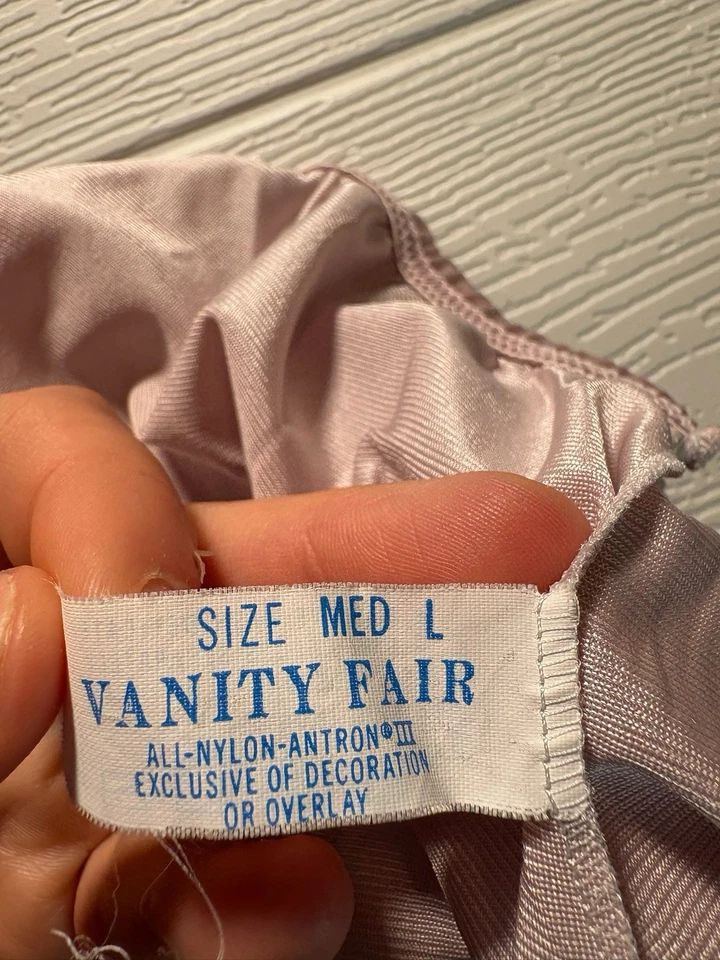 SIZE MED L
VANITY FAIR
ALL-NYLON-ANTRON®III
EXCLUSIVE OF DECORATION
OR OVERLAY